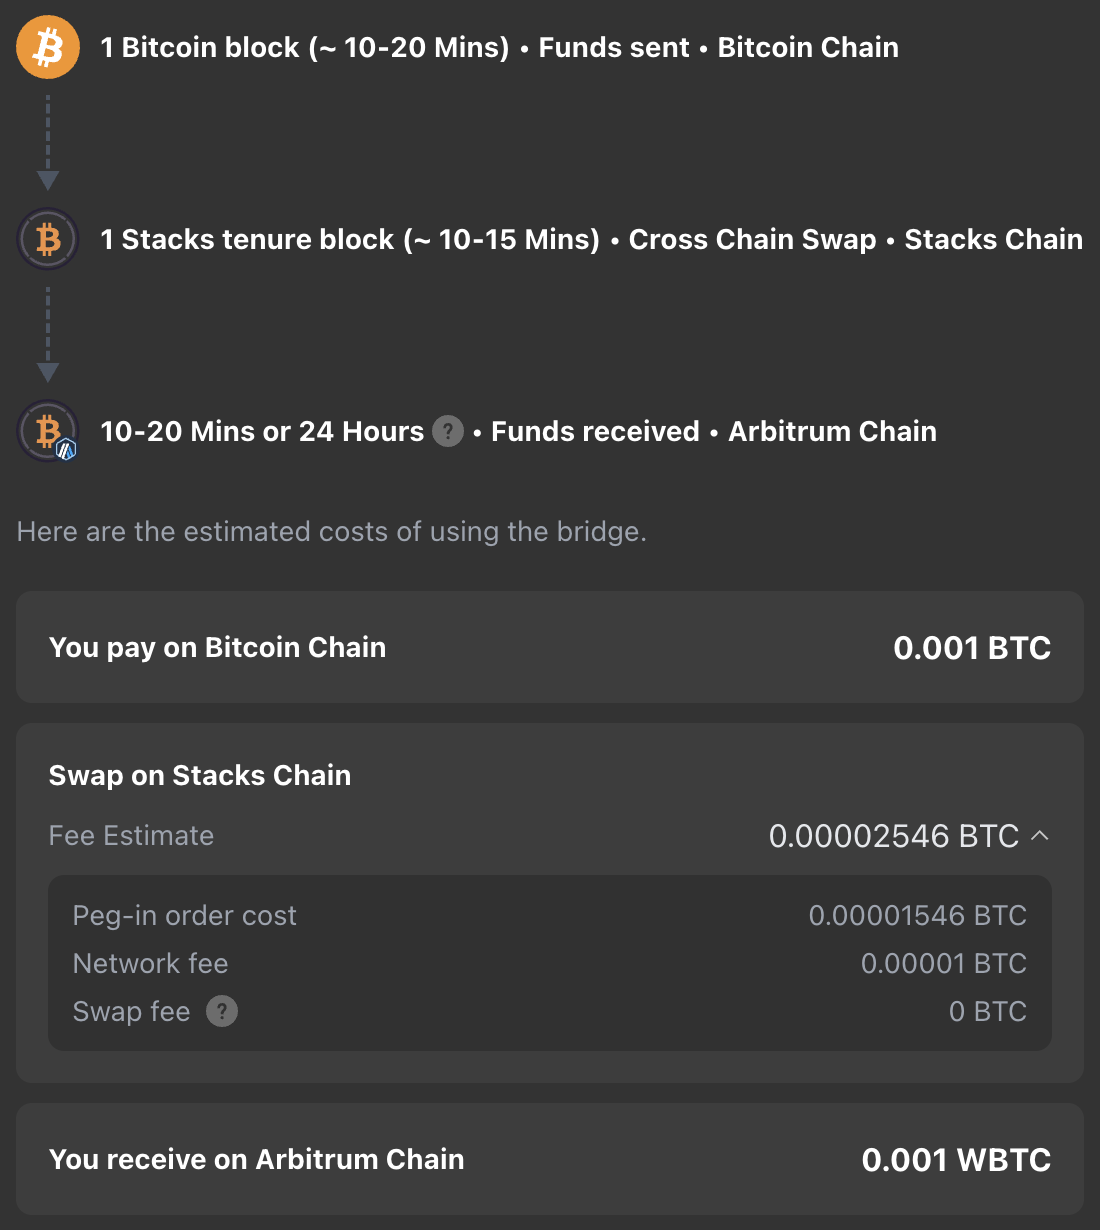 1 Bitcoin block (~ 10-20 Mins) • Funds sent • Bitcoin Chain
1 Stacks tenure block (~ 10-15 Mins) • Cross Chain Swap • Stacks Chain
10-20 Mins or 24 Hours ? • Funds received • Arbitrum Chain
Here are the estimated costs of using the bridge.
You pay on Bitcoin Chain 0.001 BTC
Swap on Stacks Chain
Fee Estimate 0.00002546 BTC
Peg-in order cost 0.00001546 BTC
Network fee 0.00001 BTC
Swap fee ? 0 BTC
You receive on Arbitrum Chain 0.001 WBTC